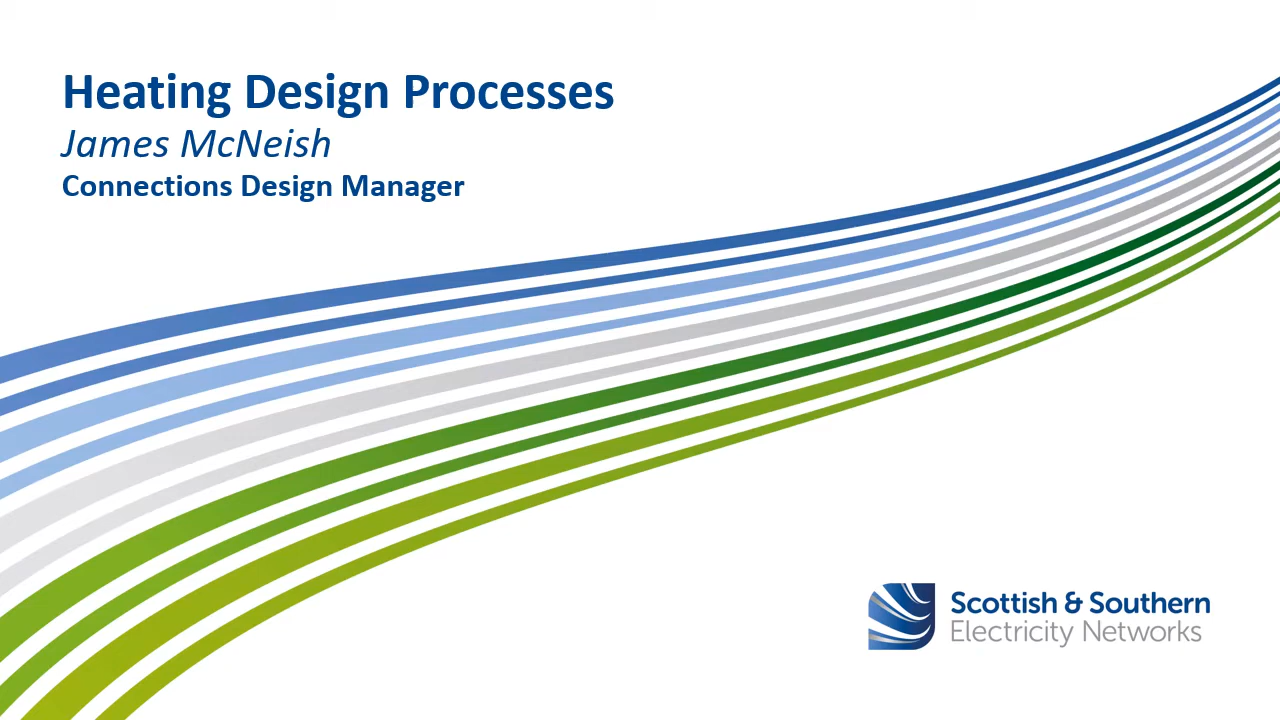 Heating Design Processes
James McNeish
Connections Design Manager
Scottish & Southern
Electricity Networks